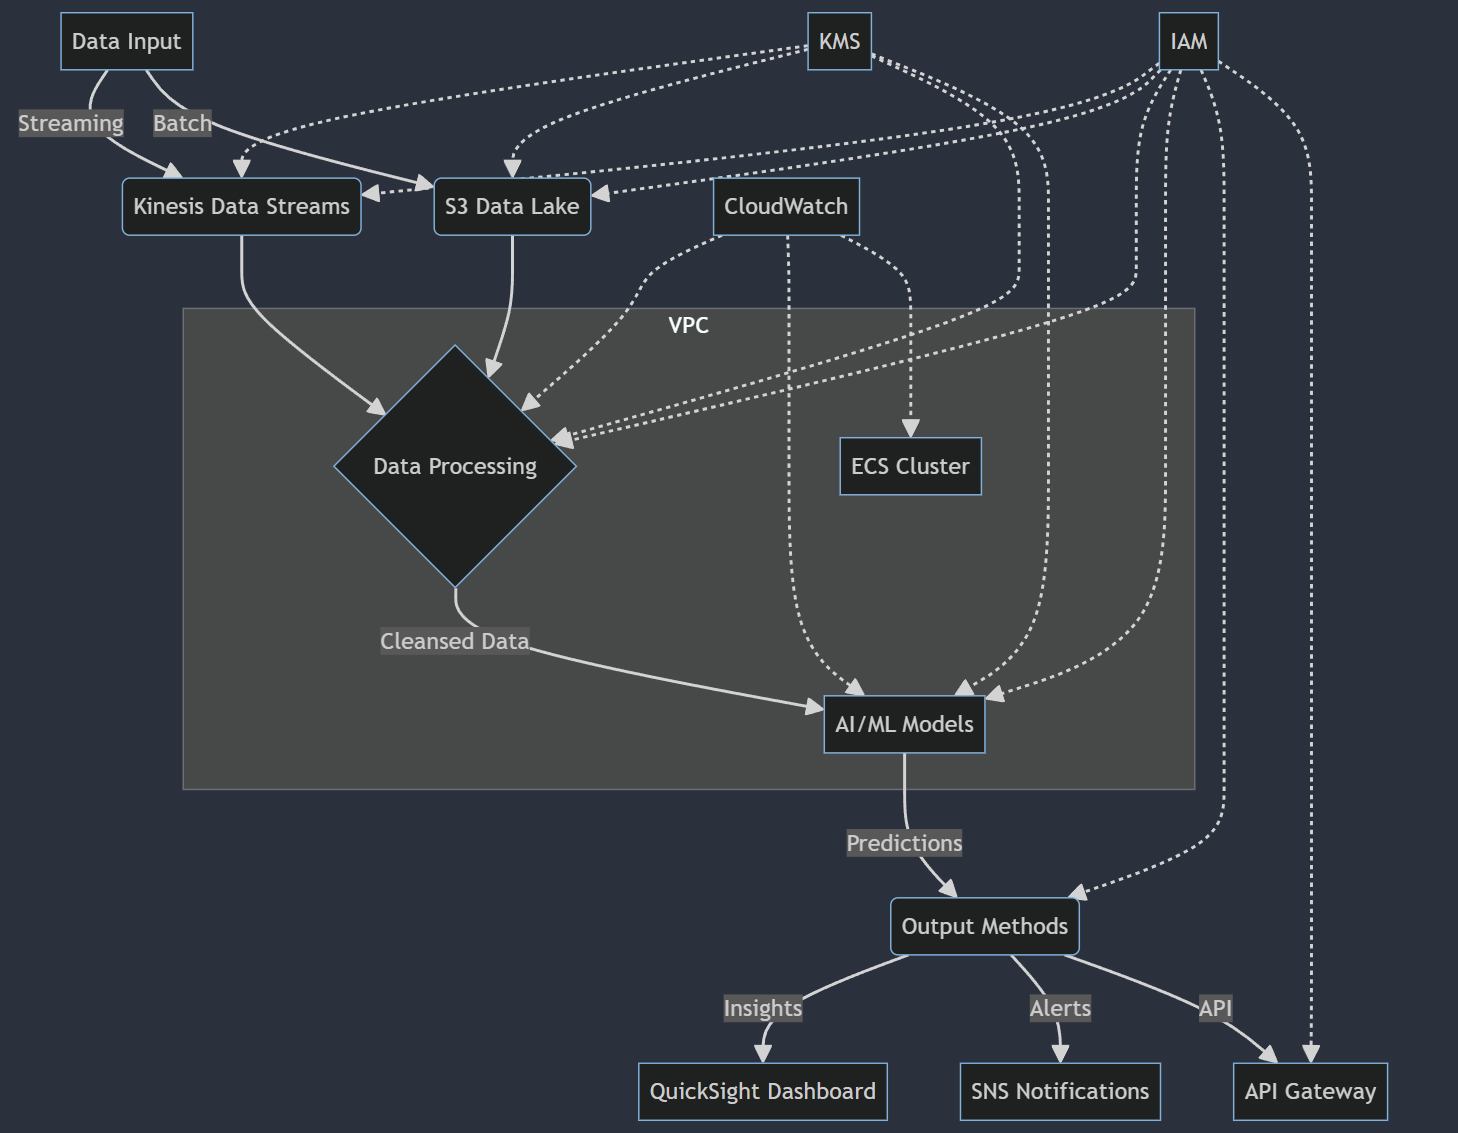 Data Input
KMS
IAM
Streaming
Batch
Kinesis Data Streams
S3 Data Lake
CloudWatch
VPC
Data Processing
ECS Cluster
Cleansed Data
AI/ML Models
Predictions
Output Methods
Insights
Alerts
API
QuickSight Dashboard
SNS Notifications
API Gateway